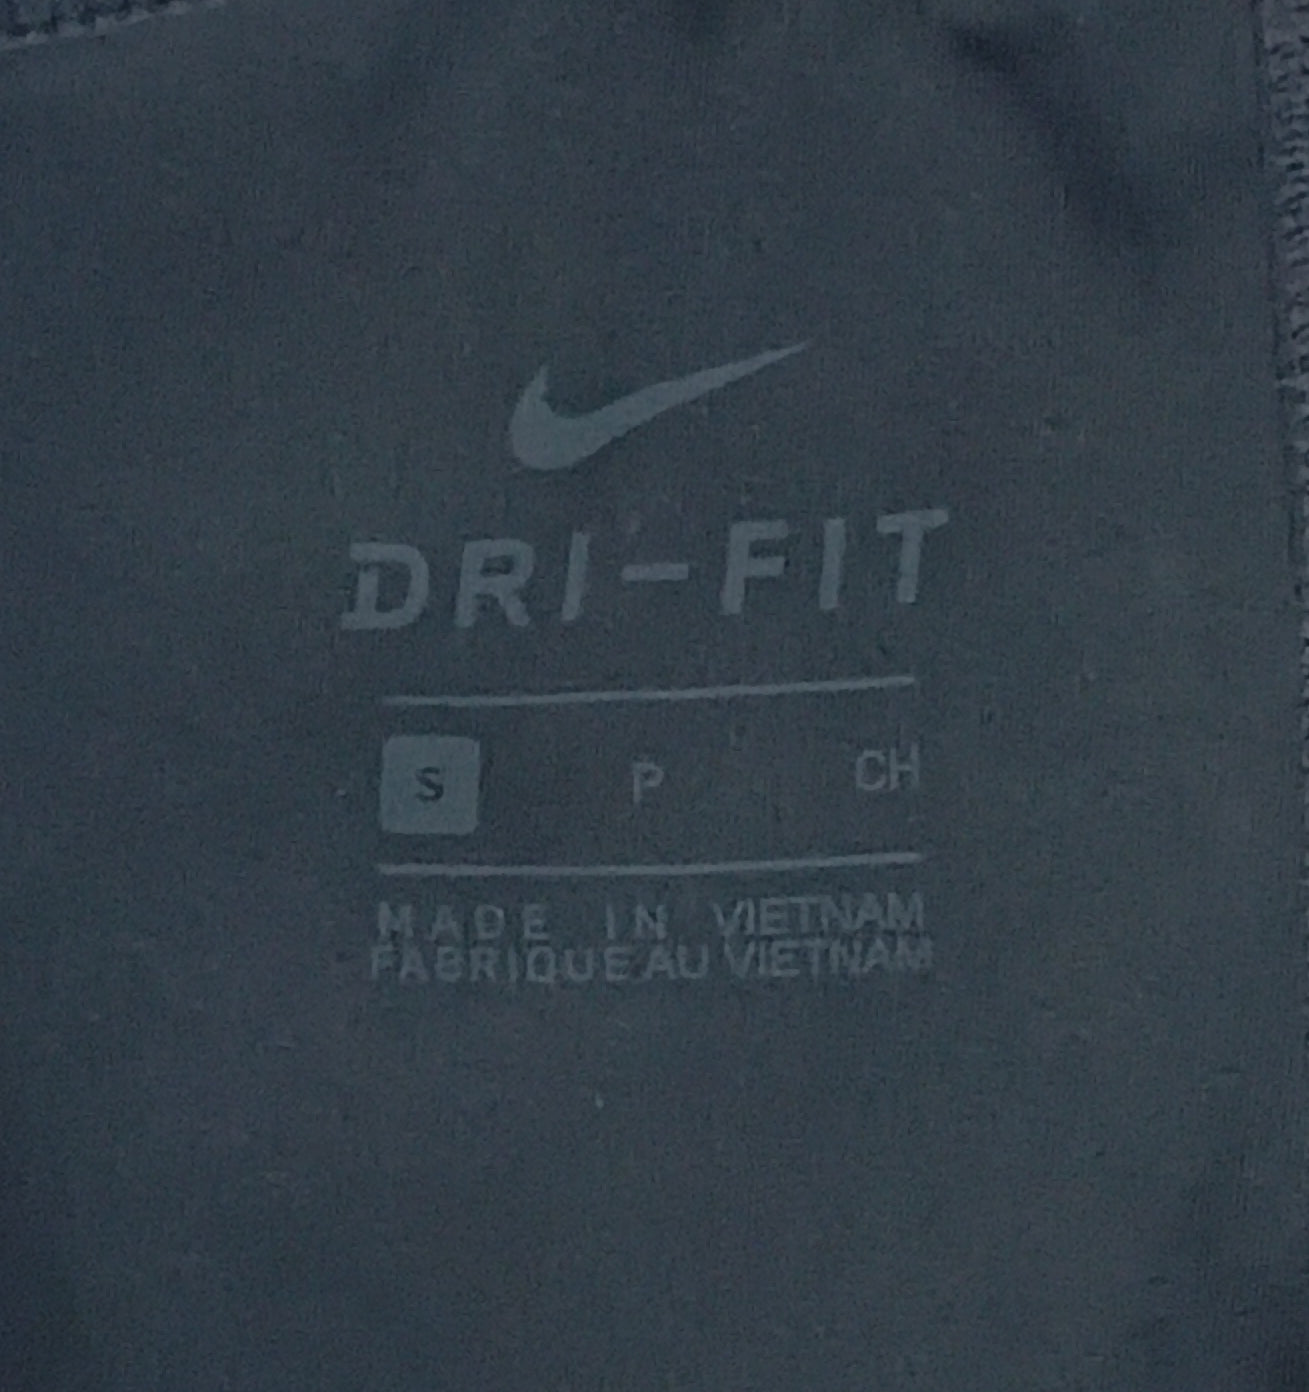 DRI-FIT
S P CH
MADE IN VIETNAM
FABRIQUE AU VIETNAM